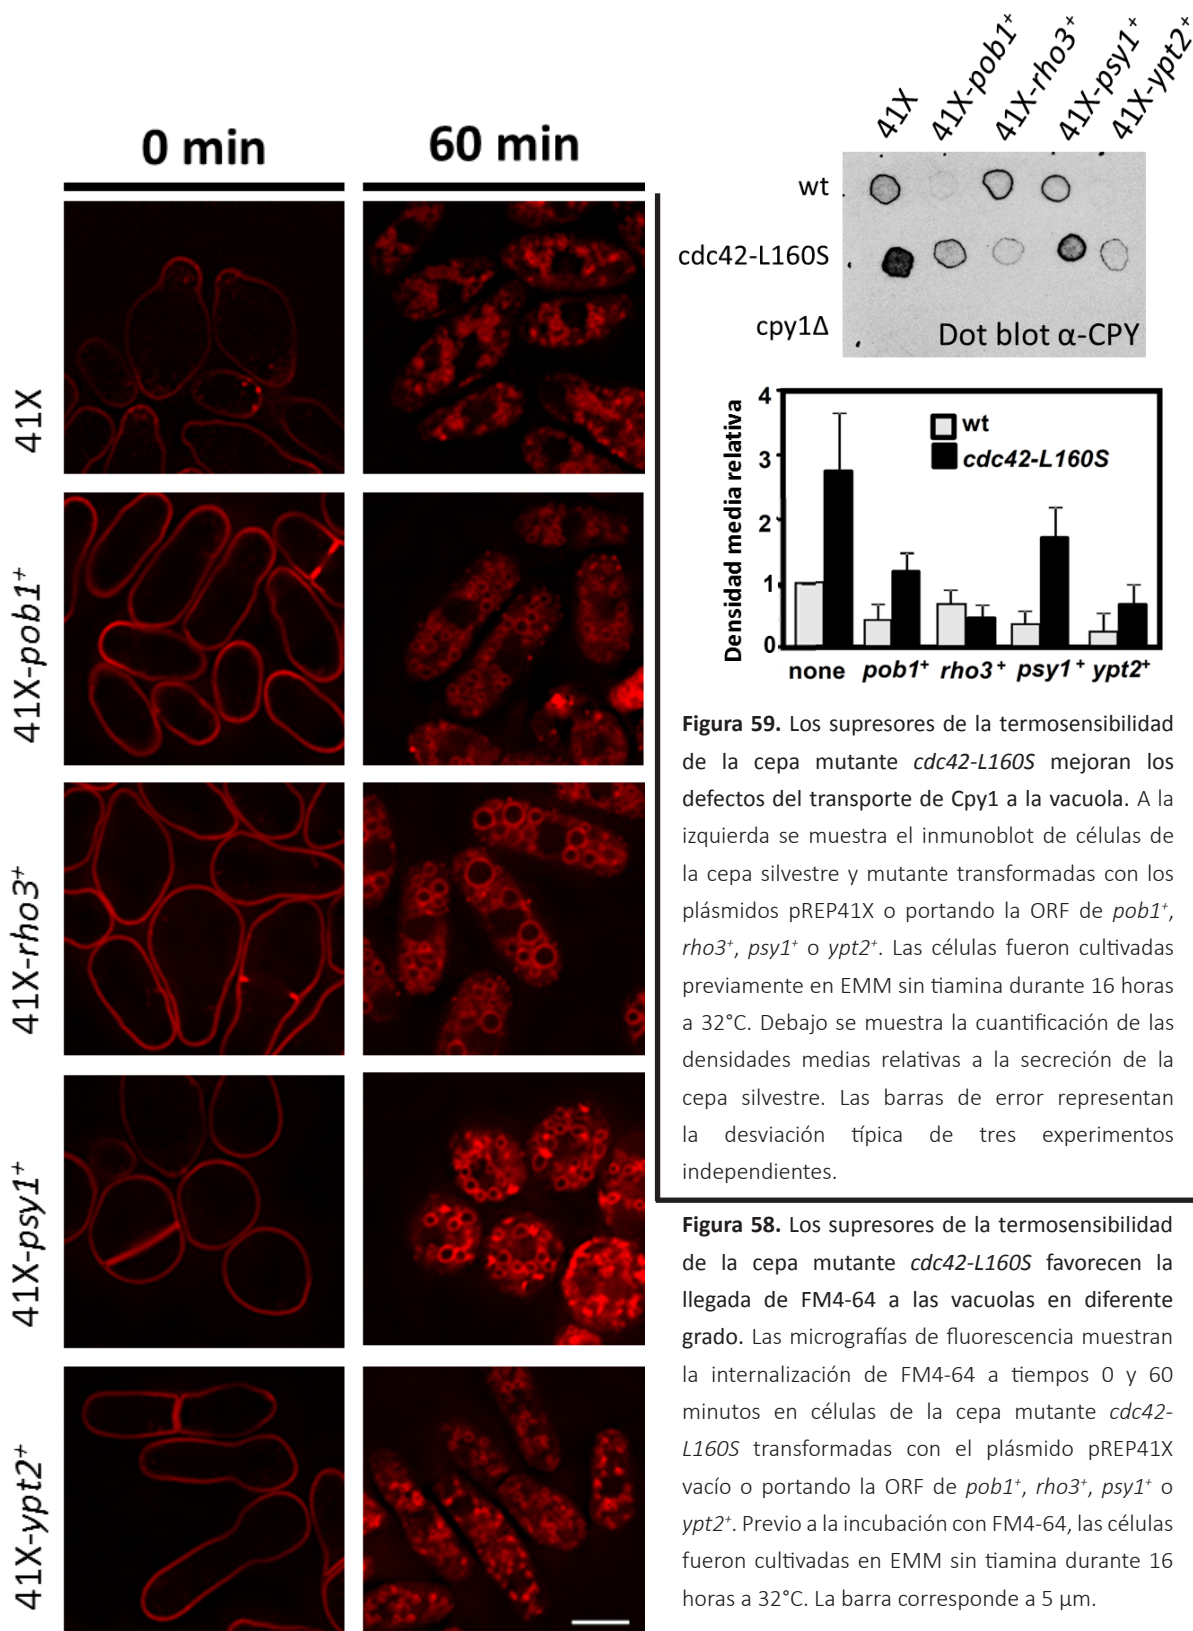 0 min
60 min
41X
41X-pob1+
41X-rho3+
41X-psy1+
41X-ypt2+
41X
41X-pob1+
41X-rho3+
41X-psy1+
41X-ypt2+
wt
cdc42-L160S
cpy1Δ
Dot blot α-CPY
Densidad media relativa
4
3
2
1
0
wt
cdc42-L160S
none pob1+ rho3+ psy1+ ypt2+
Figura 59. Los supresores de la termosensibilidad
de la cepa mutante cdc42-L160S mejoran los
defectos del transporte de Cpy1 a la vacuola. A la
izquierda se muestra el inmunoblot de células de
la cepa silvestre y mutante transformadas con los
plásmidos pREP41X o portando la ORF de pob1+,
rho3+, psy1+ o ypt2+. Las células fueron cultivadas
previamente en EMM sin tiamina durante 16 horas
a 32°C. Debajo se muestra la cuantificación de las
densidades medias relativas a la secreción de la
cepa silvestre. Las barras de error representan
la desviación típica de tres experimentos
independientes.
Figura 58. Los supresores de la termosensibilidad
de la cepa mutante cdc42-L160S favorecen la
llegada de FM4-64 a las vacuolas en diferente
grado. Las micrografías de fluorescencia muestran
la internalización de FM4-64 a tiempos 0 y 60
minutos en células de la cepa mutante cdc42-
L160S transformadas con el plásmido pREP41X
vacío o portando la ORF de pob1+, rho3+, psy1+ o
ypt2+. Previo a la incubación con FM4-64, las células
fueron cultivadas en EMM sin tiamina durante 16
horas a 32°C. La barra corresponde a 5 μm.